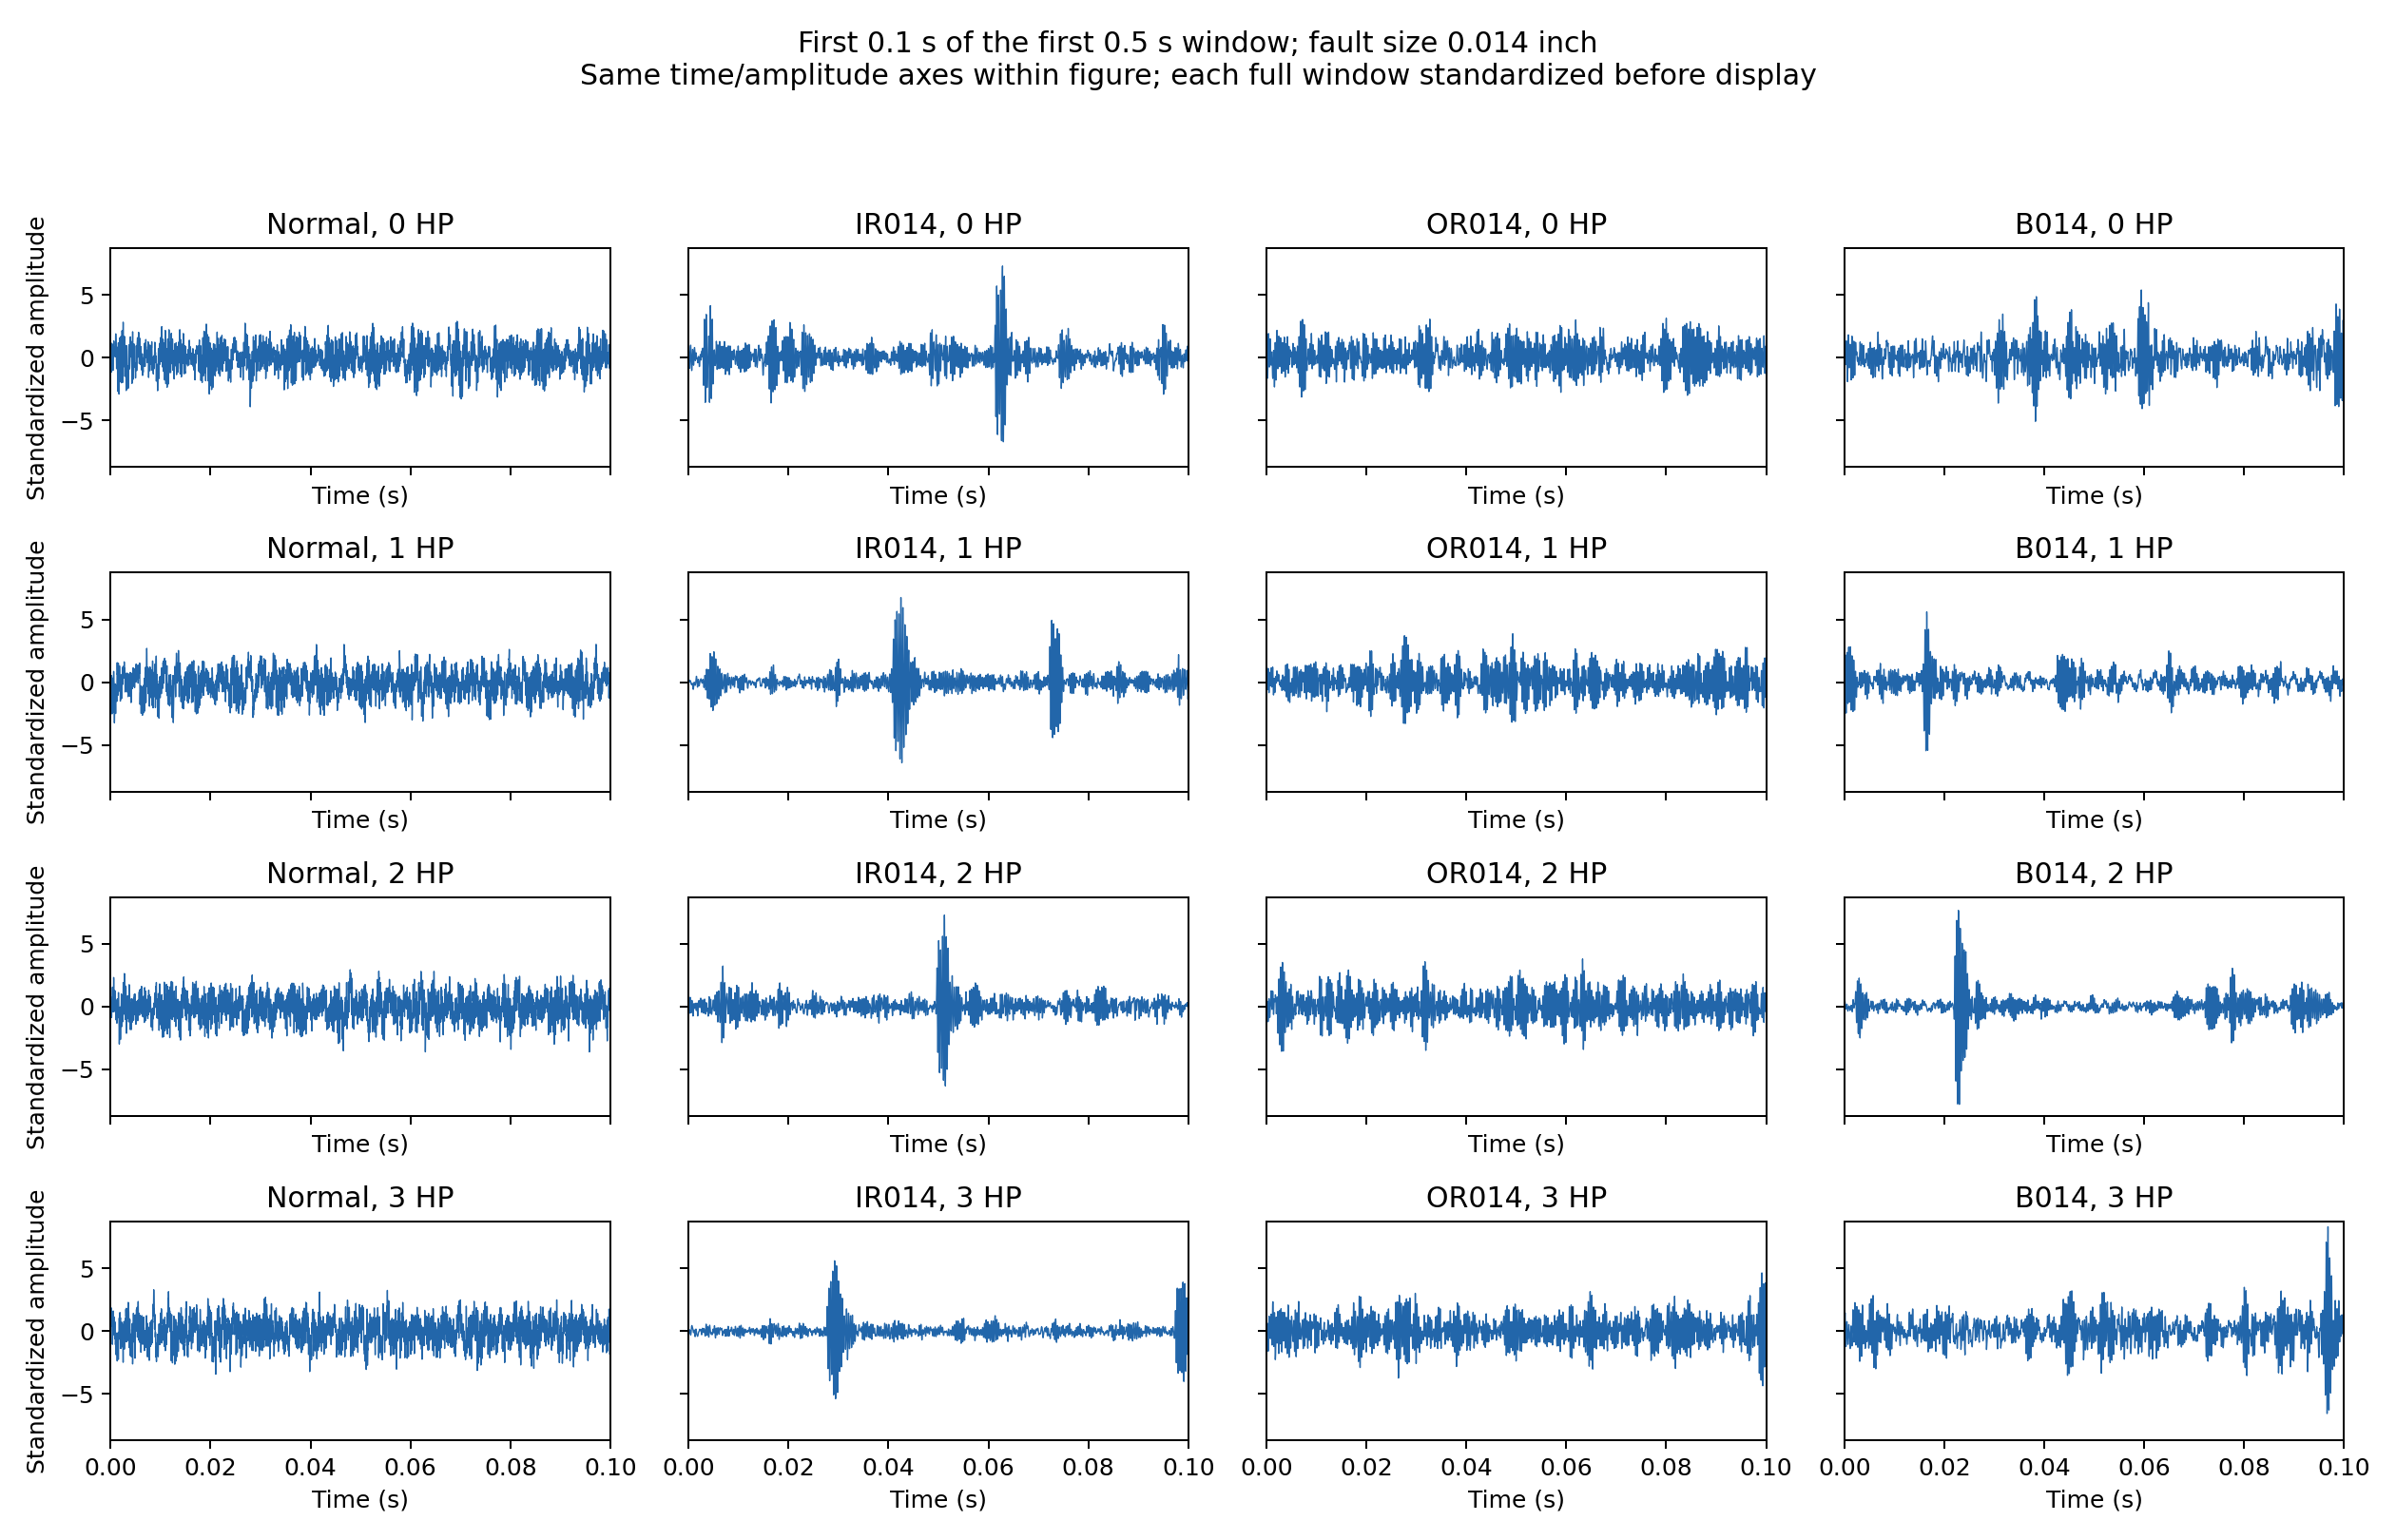 First 0.1 s of the first 0.5 s window; fault size 0.014 inch
Same time/amplitude axes within figure; each full window standardized before display
Normal, 0 HP
IR014, 0 HP
OR014, 0 HP
B014, 0 HP
Standardized amplitude
5
0
−5
Time (s)
Time (s)
Time (s)
Time (s)
Normal, 1 HP
IR014, 1 HP
OR014, 1 HP
B014, 1 HP
Standardized amplitude
5
0
−5
Time (s)
Time (s)
Time (s)
Time (s)
Normal, 2 HP
IR014, 2 HP
OR014, 2 HP
B014, 2 HP
Standardized amplitude
5
0
−5
Time (s)
Time (s)
Time (s)
Time (s)
Normal, 3 HP
IR014, 3 HP
OR014, 3 HP
B014, 3 HP
Standardized amplitude
5
0
−5
0.00 0.02 0.04 0.06 0.08 0.10
0.00 0.02 0.04 0.06 0.08 0.10
0.00 0.02 0.04 0.06 0.08 0.10
0.00 0.02 0.04 0.06 0.08 0.10
Time (s)
Time (s)
Time (s)
Time (s)